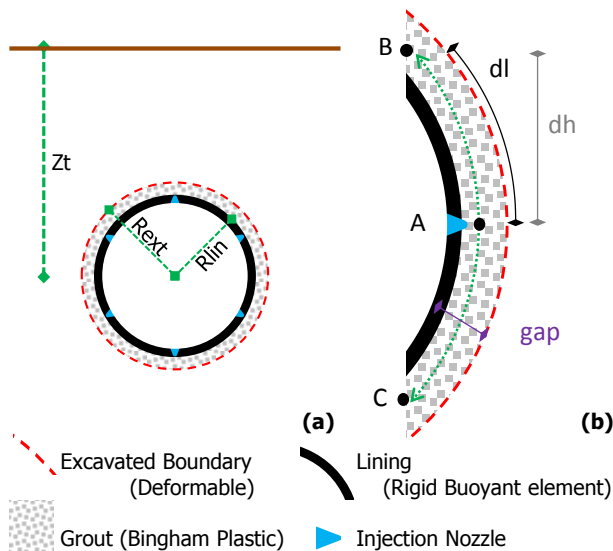 Zt
Rext
Rlin
(a)
B
dl
dh
A
gap
C
(b)
Excavated Boundary
(Deformable)
Lining
(Rigid Buoyant element)
Grout (Bingham Plastic)
Injection Nozzle